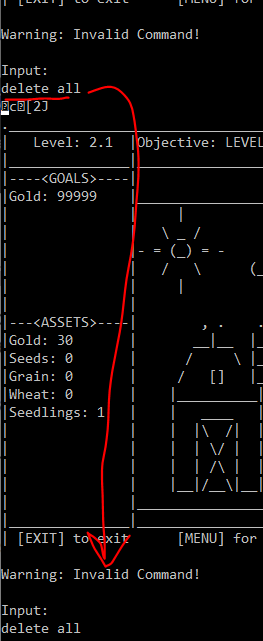 | [EXIT] to exit [MENU] for
Warning: Invalid Command!
Input:
delete all
c[2J
Level: 2.1 |Objective: LEVEL
----<GOALS>----
Gold: 99999
---<ASSETS>----
Gold: 30
Seeds: 0
Grain: 0
Wheat: 0
Seedlings: 1
| [EXIT] to exit [MENU] for
Warning: Invalid Command!
Input:
delete all